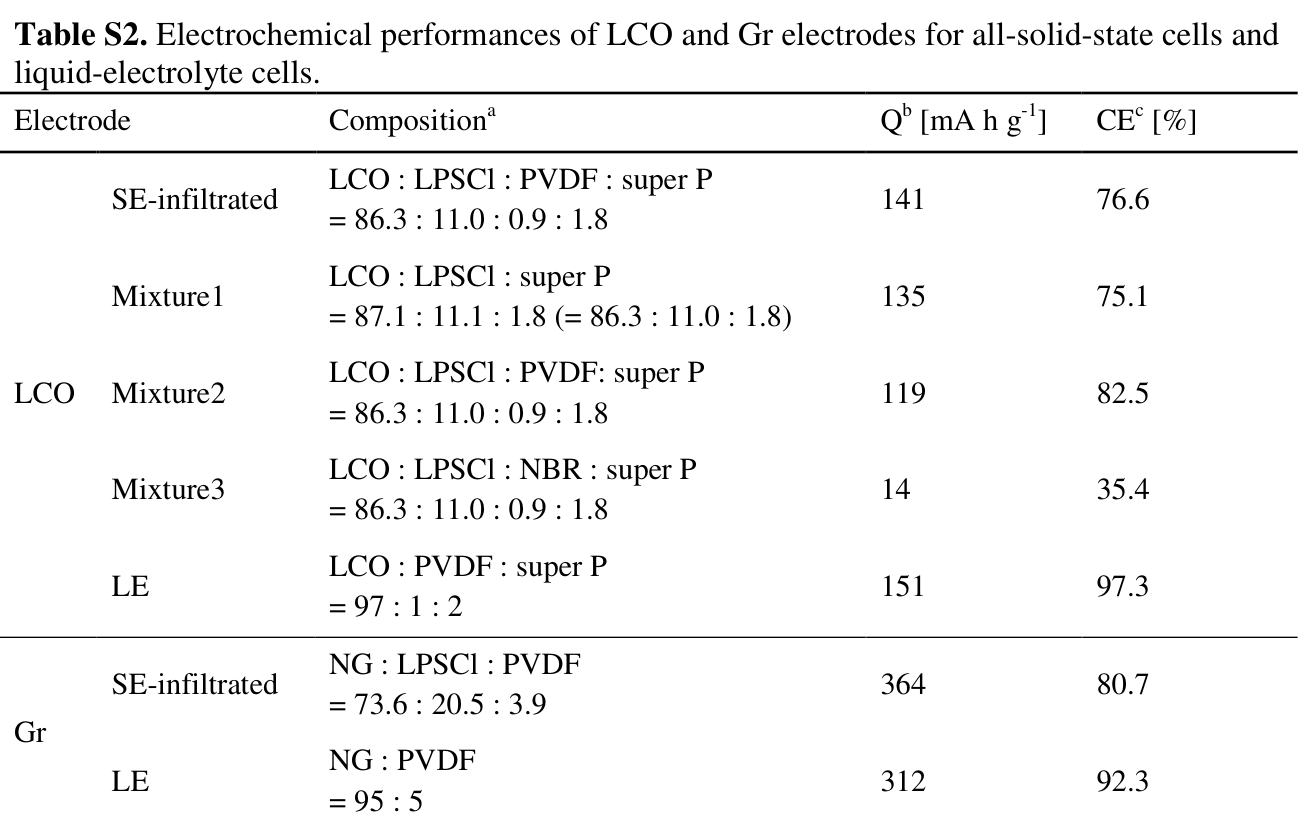 Table S2. Electrochemical performances of LCO and Gr electrodes for all-solid-state cells and
liquid-electrolyte cells.
Electrode Composition^a Q^b [mA h g^-1] CE^c [%]
LCO : LPSCl : PVDF : super P
SE-infiltrated 141 76.6
= 86.3 : 11.0 : 0.9 : 1.8
LCO : LPSCl : super P
Mixture1 135 75.1
= 87.1 : 11.1 : 1.8 (= 86.3 : 11.0 : 1.8)
LCO : LPSCl : PVDF: super P
LCO Mixture2 119 82.5
= 86.3 : 11.0 : 0.9 : 1.8
LCO : LPSCl : NBR : super P
Mixture3 14 35.4
= 86.3 : 11.0 : 0.9 : 1.8
LCO : PVDF : super P
LE 151 97.3
= 97 : 1 : 2
NG : LPSCl : PVDF
SE-infiltrated 364 80.7
= 73.6 : 20.5 : 3.9
Gr
NG : PVDF
LE 312 92.3
= 95 : 5